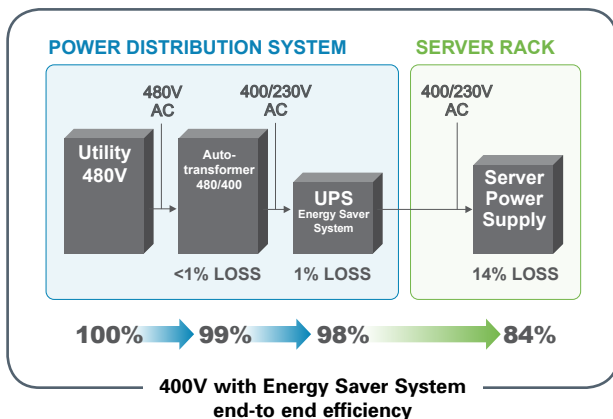 POWER DISTRIBUTION SYSTEM
SERVER RACK
480V
AC
400/230V
AC
400/230V
AC
Utility
480V
Auto-
transformer
480/400
UPS
Energy Saver
System
Server
Power
Supply
<1% LOSS
1% LOSS
14% LOSS
100%
99%
98%
84%
400V with Energy Saver System
end-to end efficiency